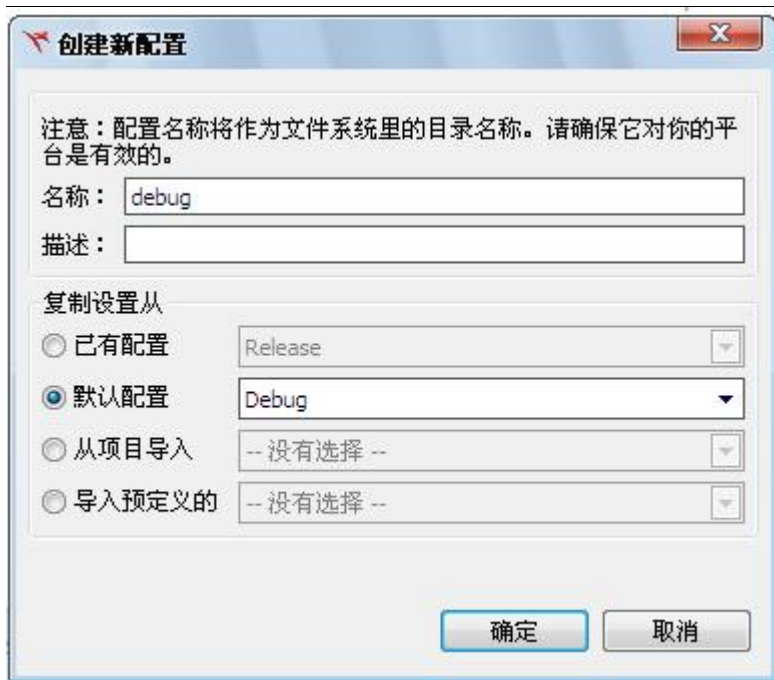 创建新配置
注意：配置名称将作为文件系统里的目录名称。请确保它对你的平
台是有效的。
名称： debug
描述：
复制设置从
已有配置 Release
默认配置 Debug
从项目导入 -- 没有选择 --
导入预定义的 -- 没有选择 --
确定 取消